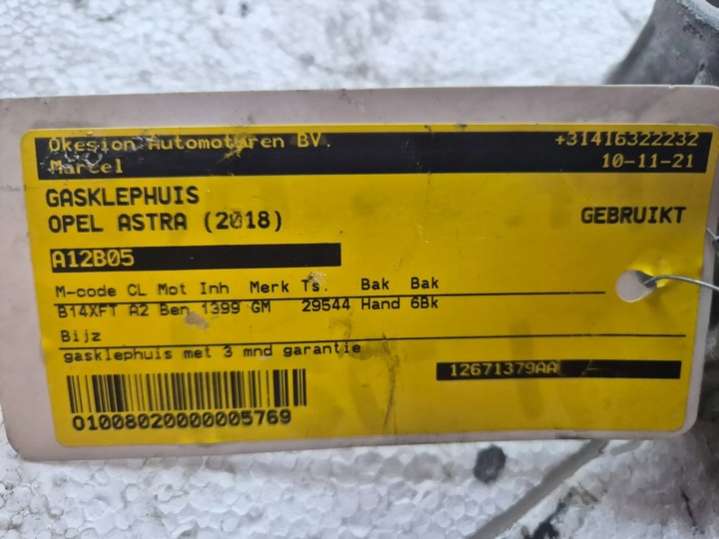 Okesion Automotoren BV. +31416322232
Marcel 10-11-21
GASKLEPHUIS
OPEL ASTRA (2018) GEBRUIKT
A12B05
M-code CL Mot Inh Merk Ts. Bak Bak
B14XFT A2 Ben 1399 GM 29544 Hand 6Bk
Bijz
gasklephuis met 3 mnd garantie
12671379AA
01008020000005769